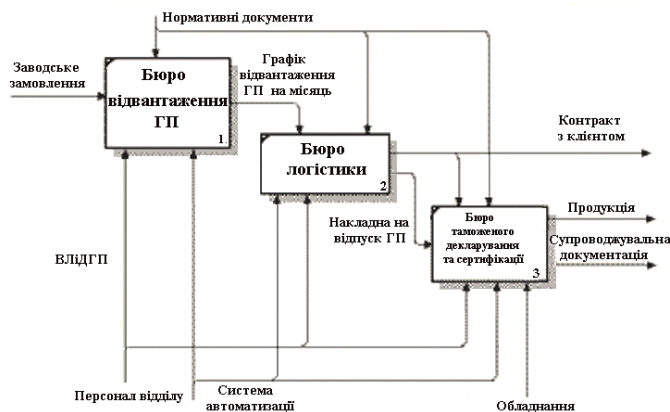 Нормативні документи
Заводське
замовлення
Бюро
відвантаження
ГП
1
Графік
відвантаження
ГП на місяць
Бюро
логістики
2
Контракт
з клієнтом
Накладна на
відпуск ГП
Бюро
таможеного
декларування
та сертифікації
3
Продукція
Супроводжувальна
документація
ВЛіДГП
Персонал відділу
Система
автоматизації
Обладнання